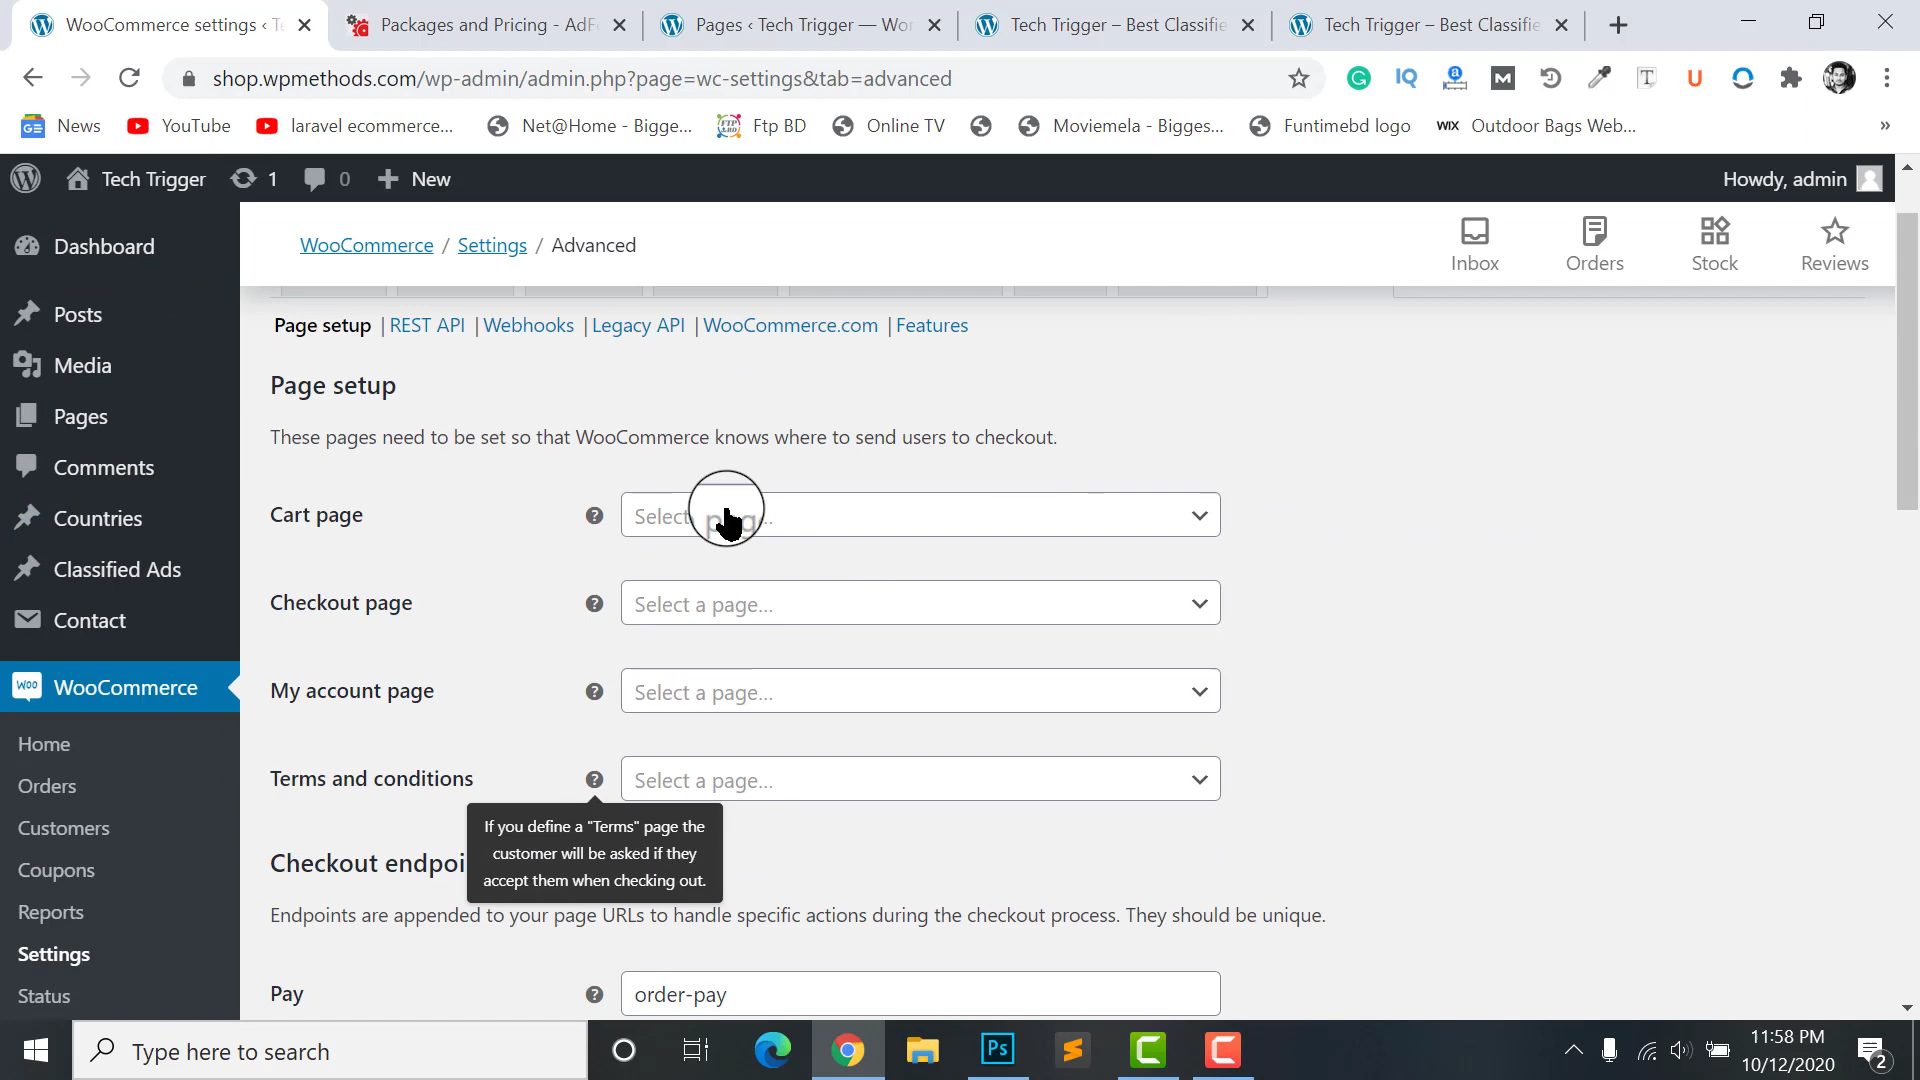 WooCommerce settings ‹ T
Packages and Pricing - AdF
Pages ‹ Tech Trigger — Wor
Tech Trigger – Best Classifie
Tech Trigger – Best Classifie
shop.wpmethods.com/wp-admin/admin.php?page=wc-settings&tab=advanced
News
YouTube
laravel ecommerce...
Net@Home - Bigge...
Ftp BD
Online TV
Moviemela - Bigges...
Funtimebd logo
WIX
Outdoor Bags Web...
»
Tech Trigger
1
0
New
Howdy, admin
WooCommerce / Settings / Advanced
Inbox
Orders
Stock
Reviews
Dashboard
Posts
Media
Pages
Comments
Countries
Classified Ads
Contact
WooCommerce
Home
Orders
Customers
Coupons
Reports
Settings
Status
Page setup | REST API | Webhooks | Legacy API | WooCommerce.com | Features
Page setup
These pages need to be set so that WooCommerce knows where to send users to checkout.
Cart page
Select page..
Checkout page
Select a page...
My account page
Select a page...
Terms and conditions
Select a page...
If you define a "Terms" page the
customer will be asked if they
accept them when checking out.
Checkout endpoi
Endpoints are appended to your page URLs to handle specific actions during the checkout process. They should be unique.
Pay
order-pay
Type here to search
Ps
11:58 PM
10/12/2020
2